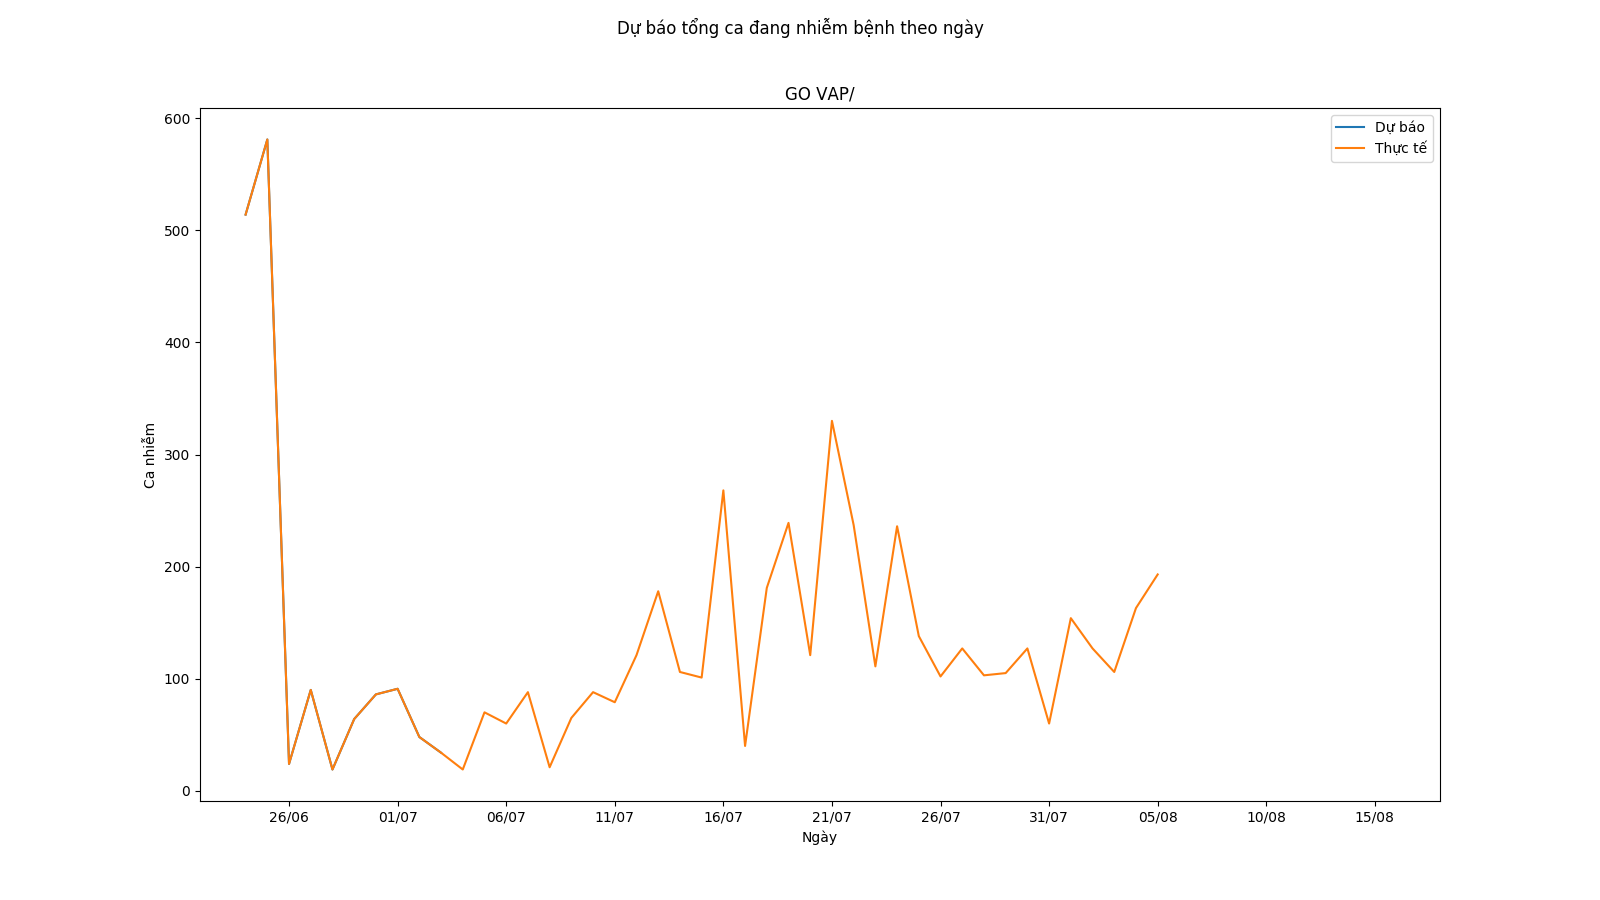 Dự báo tổng ca đang nhiễm bệnh theo ngày
GO VAP/
Dự báo
Thực tế
600
500
400
300
200
100
0
Ca nhiễm
26/06 01/07 06/07 11/07 16/07 21/07 26/07 31/07 05/08 10/08 15/08
Ngày